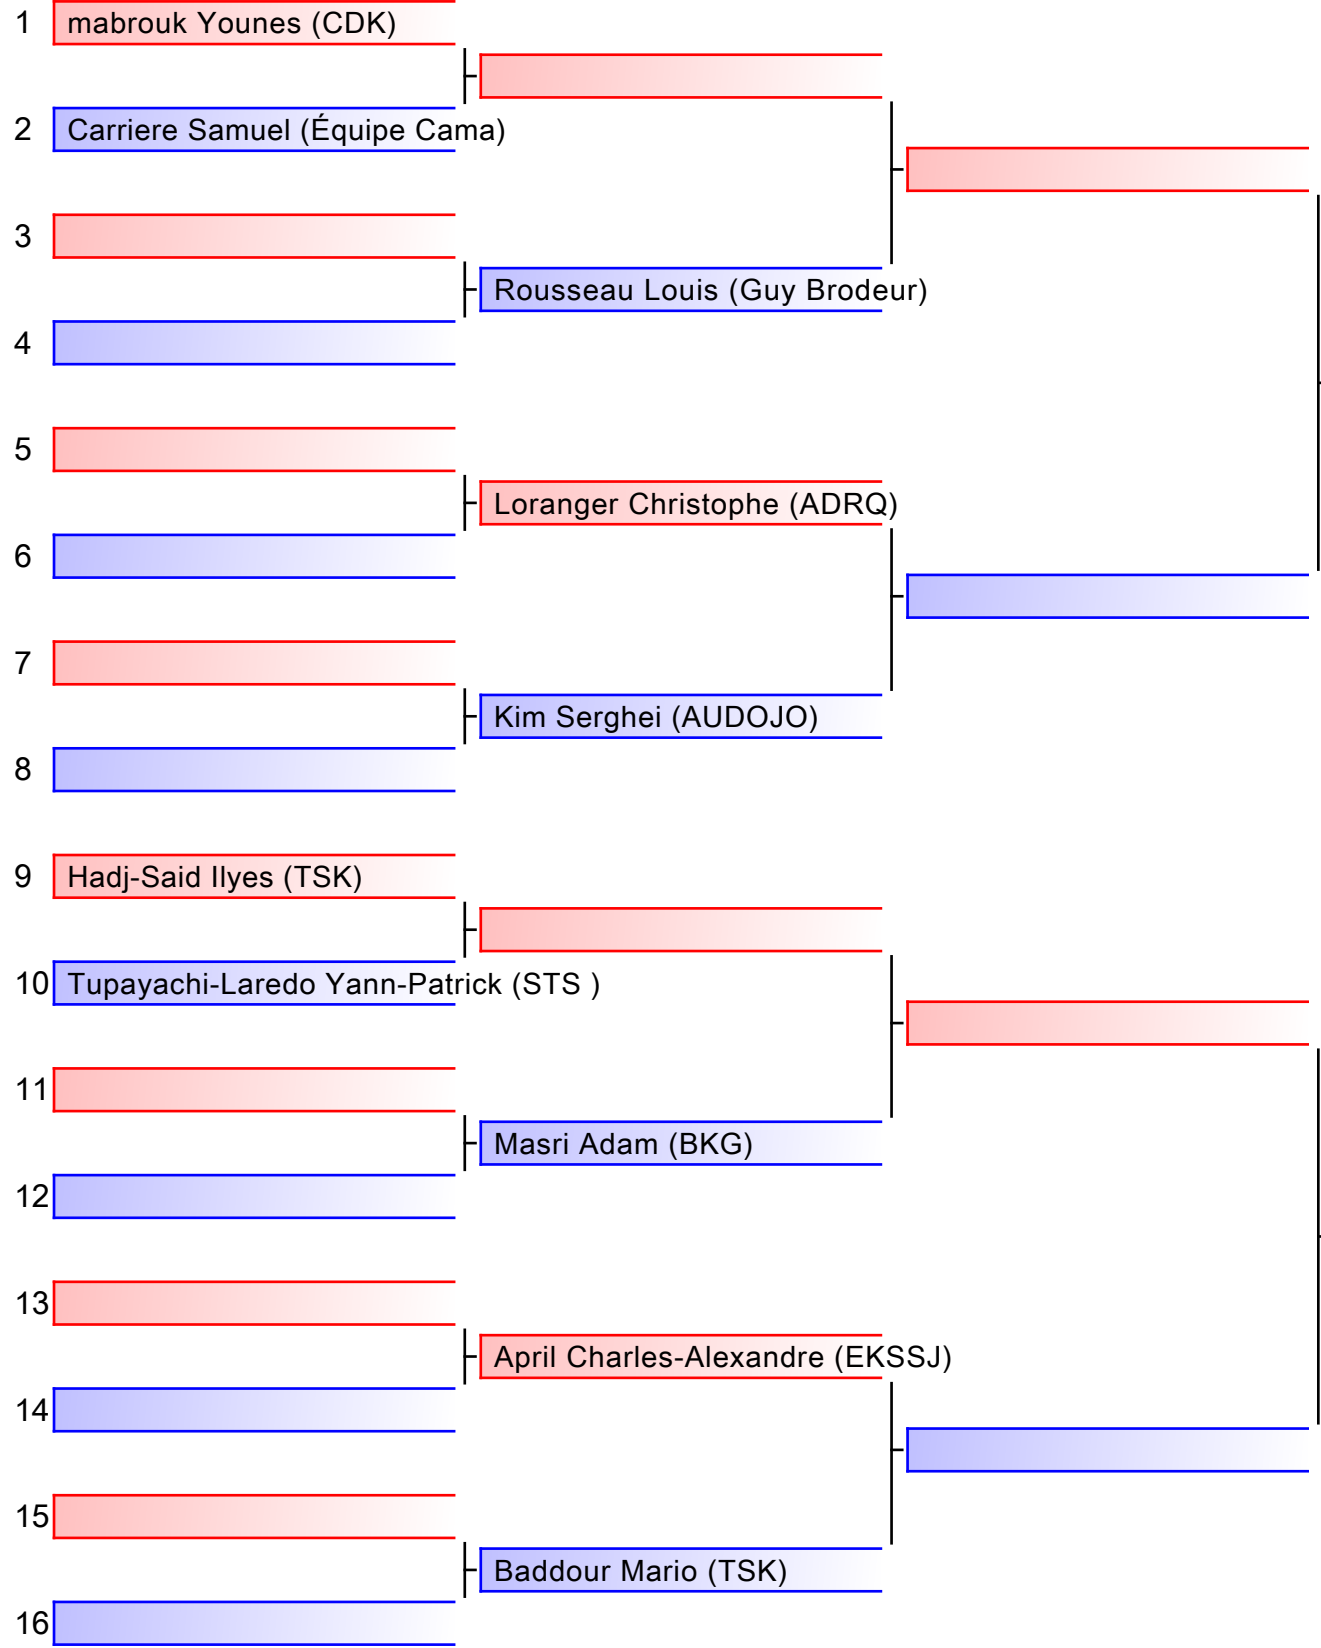 1 mabrouk Younes (CDK)
2 Carriere Samuel (Équipe Cama)
3
Rousseau Louis (Guy Brodeur)
4
5
Loranger Christophe (ADRQ)
6
7
Kim Serghei (AUDOJO)
8
9 Hadj-Said Ilyes (TSK)
10 Tupayachi-Laredo Yann-Patrick (STS )
11
Masri Adam (BKG)
12
13
April Charles-Alexandre (EKSSJ)
14
15
Baddour Mario (TSK)
16